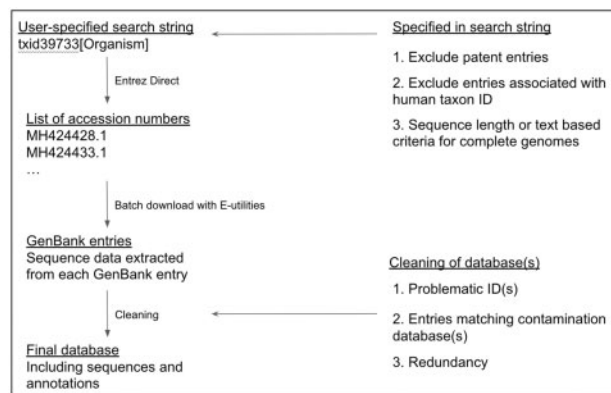 User-specified search string
txid39733[Organism]
Entrez Direct
List of accession numbers
MH424428.1
MH424433.1
...
Batch download with E-utilities
GenBank entries
Sequence data extracted
from each GenBank entry
Cleaning
Final database
Including sequences and
annotations
Specified in search string
1. Exclude patent entries
2. Exclude entries associated with
human taxon ID
3. Sequence length or text based
criteria for complete genomes
Cleaning of database(s)
1. Problematic ID(s)
2. Entries matching contamination
database(s)
3. Redundancy